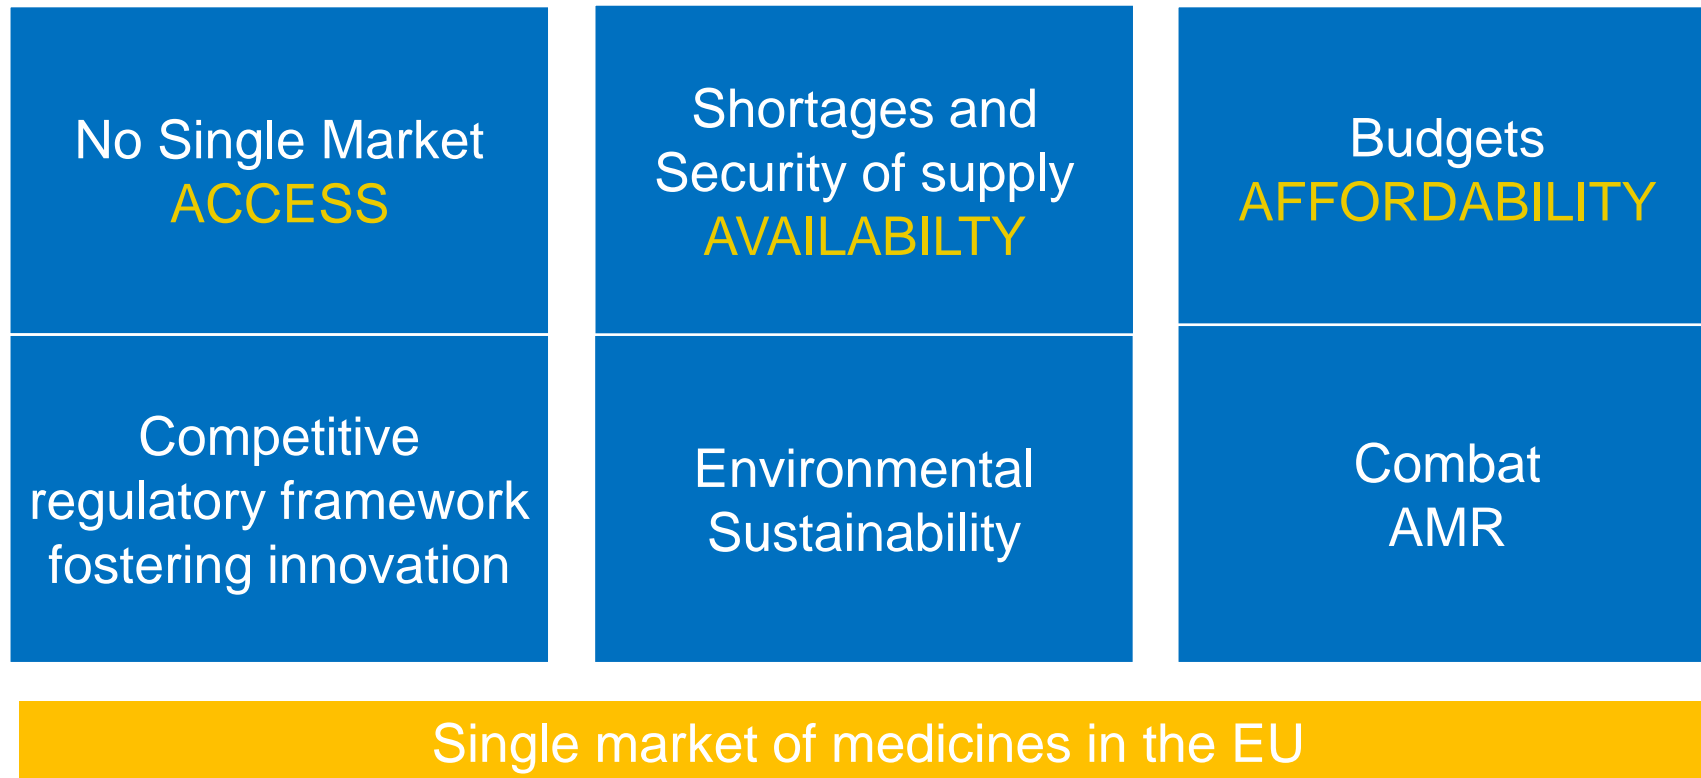 No Single Market
ACCESS
Shortages and
Security of supply
AVAILABILTY
Budgets
AFFORDABILITY
Competitive
regulatory framework
fostering innovation
Environmental
Sustainability
Combat
AMR
Single market of medicines in the EU